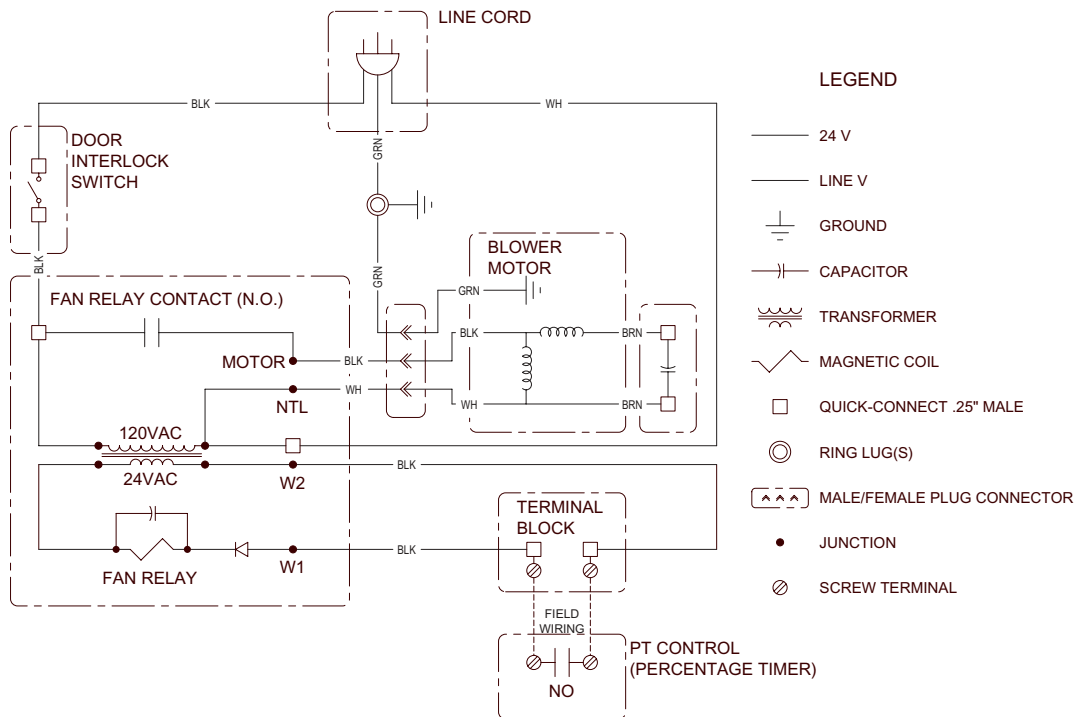 LINE CORD
BLK
WH
GRN
DOOR
INTERLOCK
SWITCH
BLK
GRN
BLOWER
MOTOR
GRN
FAN RELAY CONTACT (N.O.)
BLK
BRN
MOTOR
BLK
NTL
WH
WH
BRN
120VAC
24VAC
W2
BLK
TERMINAL
BLOCK
W1
BLK
FAN RELAY
FIELD
WIRING
PT CONTROL
(PERCENTAGE TIMER)
NO
LEGEND
24 V
LINE V
GROUND
CAPACITOR
TRANSFORMER
MAGNETIC COIL
QUICK-CONNECT .25" MALE
RING LUG(S)
MALE/FEMALE PLUG CONNECTOR
JUNCTION
SCREW TERMINAL